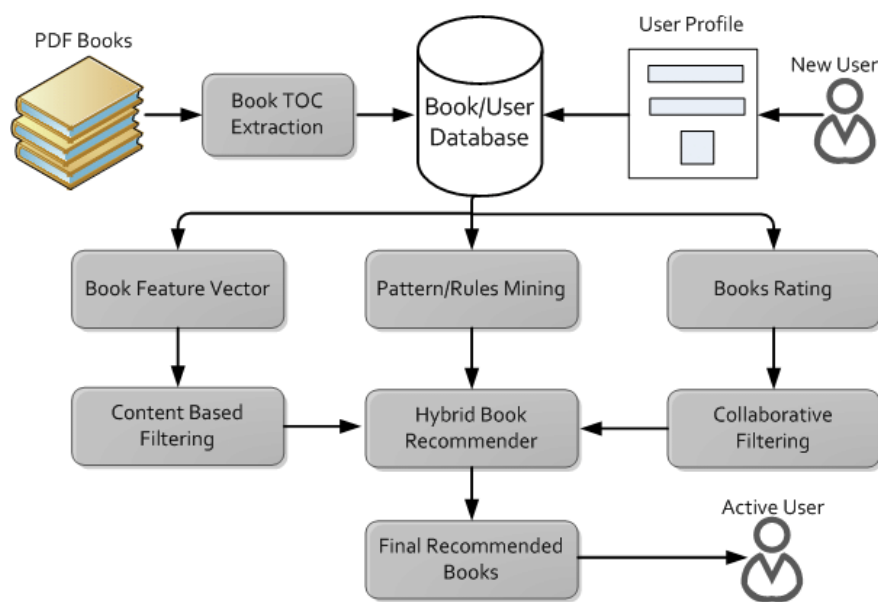 PDF Books
User Profile
New User
Book TOC
Extraction
Book/User
Database
Book Feature Vector
Pattern/Rules Mining
Books Rating
Content Based
Filtering
Hybrid Book
Recommender
Collaborative
Filtering
Active User
Final Recommended
Books